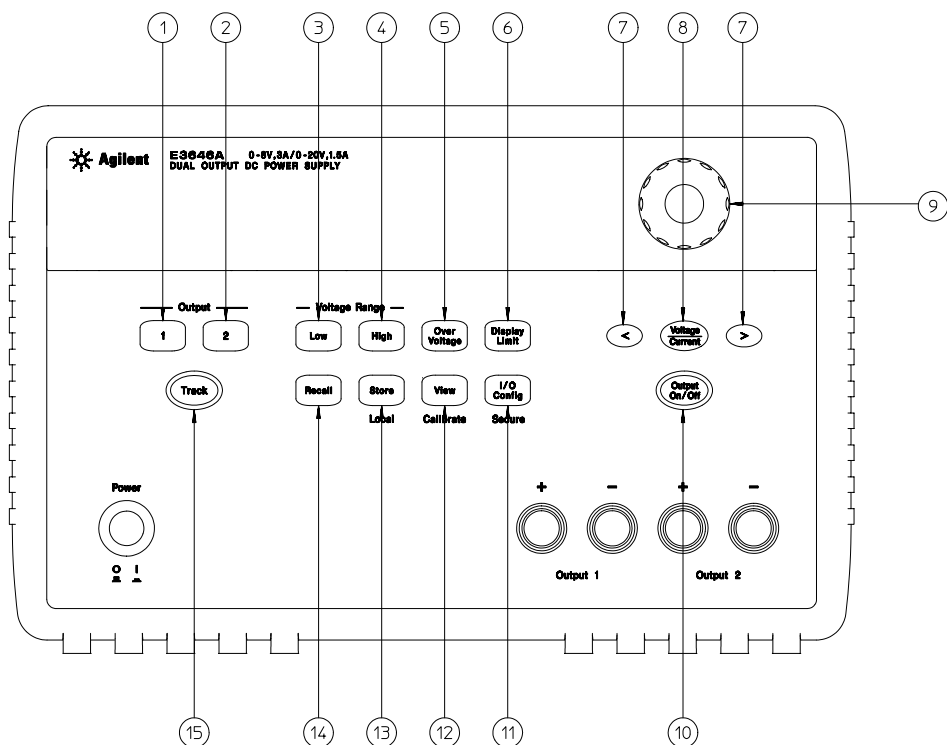 1 2 3 4 5 6 7 8 7
Agilent E3646A 0-8V,3A/0-20V,1.5A
DUAL OUTPUT DC POWER SUPPLY
9
Output Voltage Range
1 2 Low High Over Voltage Display Limit < Voltage Current >
Track Recall Store View I/O Config Output On/Off
Local Calibrate Secure
Power + - + -
O I Output 1 Output 2
15 14 13 12 11 10